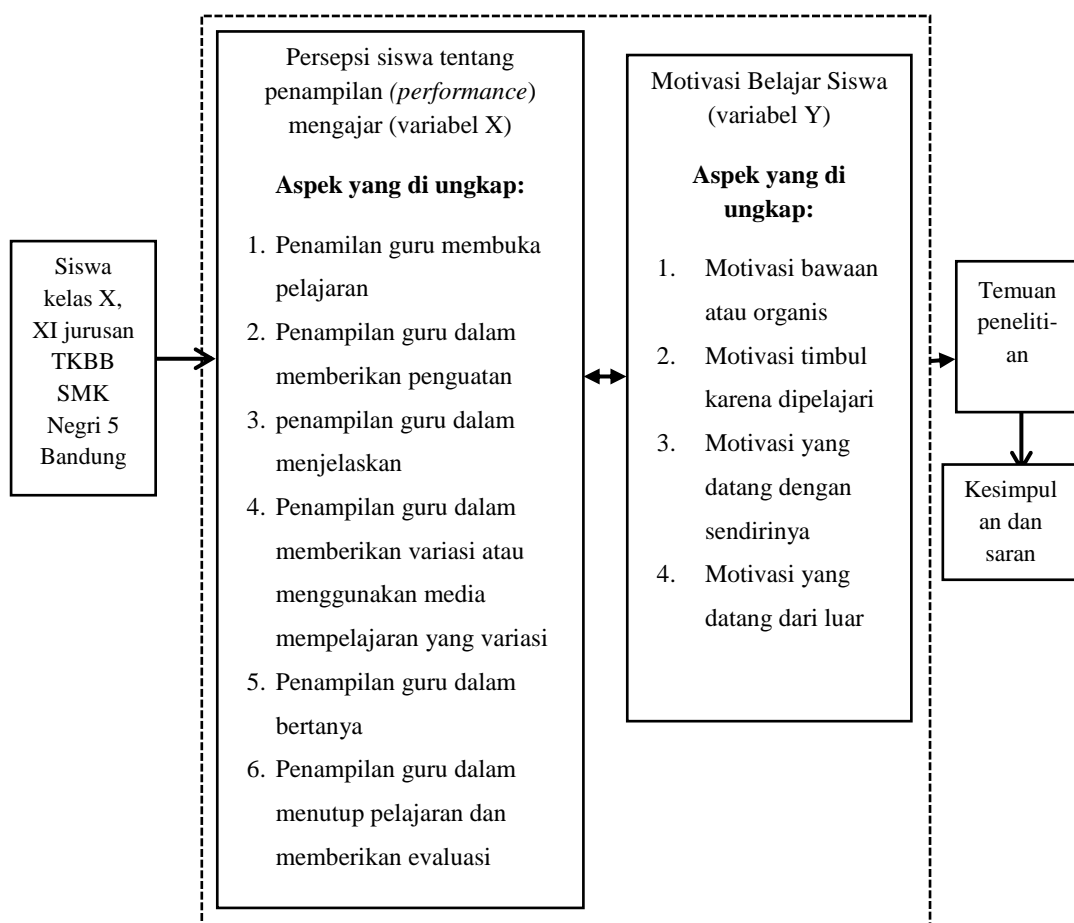 Siswa
kelas X,
XI jurusan
TKBB
SMK
Negri 5
Bandung
Persepsi siswa tentang
penampilan (performance)
mengajar (variabel X)
Aspek yang di ungkap:
1. Penamilan guru membuka
pelajaran
2. Penampilan guru dalam
memberikan penguatan
3. penampilan guru dalam
menjelaskan
4. Penampilan guru dalam
memberikan variasi atau
menggunakan media
mempelajaran yang variasi
5. Penampilan guru dalam
bertanya
6. Penampilan guru dalam
menutup pelajaran dan
memberikan evaluasi
Motivasi Belajar Siswa
(variabel Y)
Aspek yang di
ungkap:
1. Motivasi bawaan
atau organis
2. Motivasi timbul
karena dipelajari
3. Motivasi yang
datang dengan
sendirinya
4. Motivasi yang
datang dari luar
Temuan
peneliti-
an
Kesimpul
an dan
saran